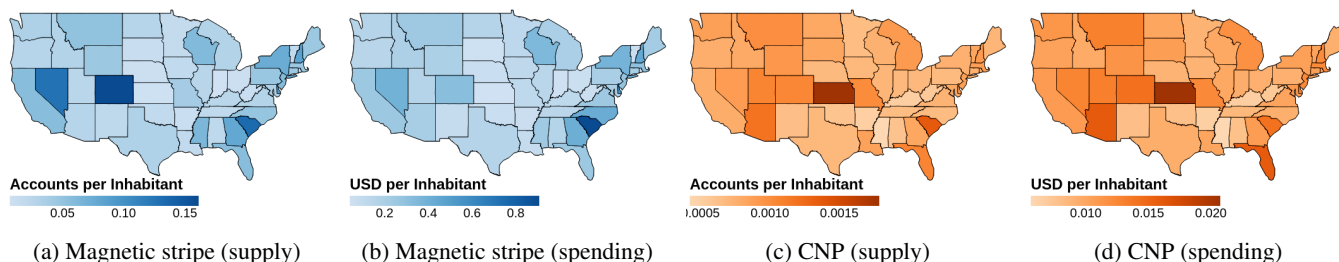 Accounts per Inhabitant
0.05 0.10 0.15
(a) Magnetic stripe (supply)
USD per Inhabitant
0.2 0.4 0.6 0.8
(b) Magnetic stripe (spending)
Accounts per Inhabitant
0.0005 0.0010 0.0015
(c) CNP (supply)
USD per Inhabitant
0.010 0.015 0.020
(d) CNP (spending)